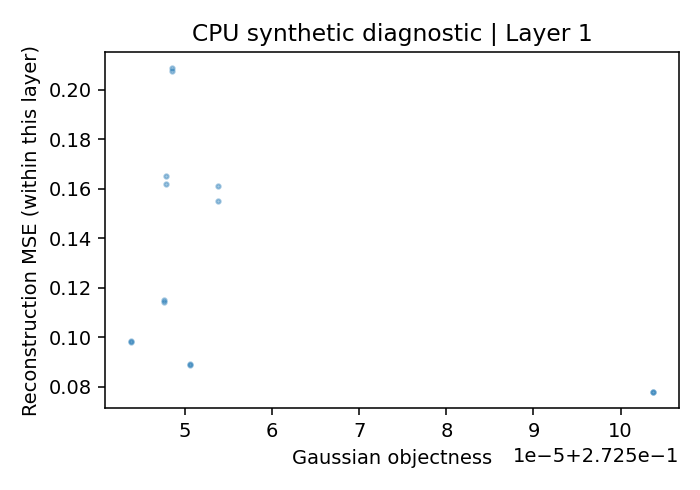 CPU synthetic diagnostic | Layer 1
Reconstruction MSE (within this layer)
0.20
0.18
0.16
0.14
0.12
0.10
0.08
5 6 7 8 9 10
Gaussian objectness 1e−5+2.725e−1